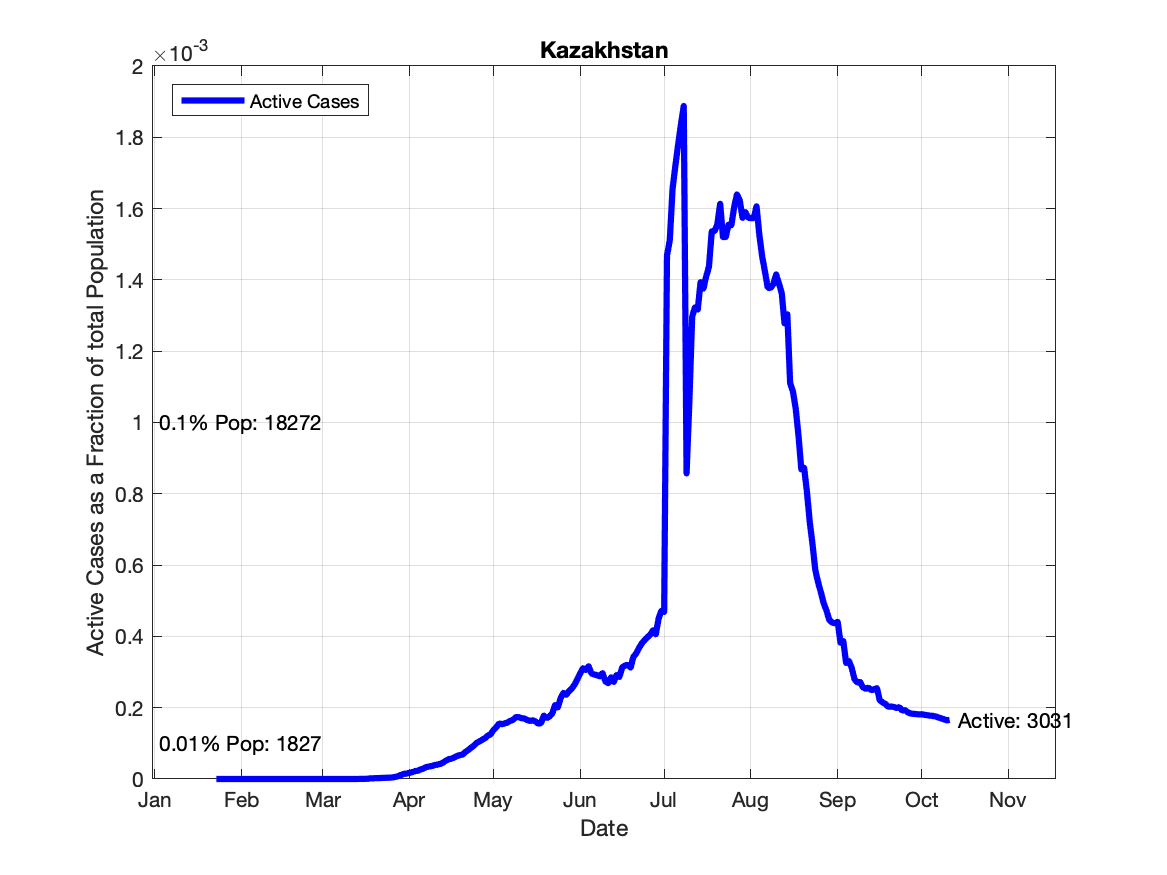 Kazakhstan
×10-3
2
1.8
1.6
1.4
1.2
1
0.8
0.6
0.4
0.2
0
Active Cases as a Fraction of total Population
Active Cases
0.1% Pop: 18272
0.01% Pop: 1827
Active: 3031
Jan Feb Mar Apr May Jun Jul Aug Sep Oct Nov
Date